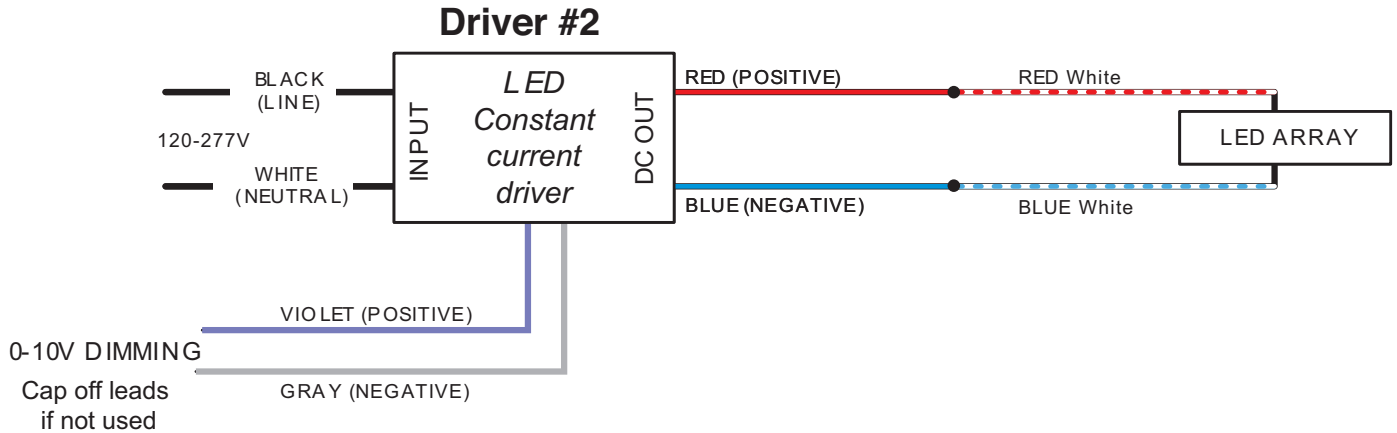 Driver #2
BLACK
(LINE)
120-277V
WHITE
(NEUTRAL)
INPUT
LED
Constant
current
driver
DC OUT
RED (POSITIVE)
RED White
LED ARRAY
BLUE (NEGATIVE)
BLUE White
VIOLET (POSITIVE)
0-10V DIMMING
GRAY (NEGATIVE)
Cap off leads
if not used